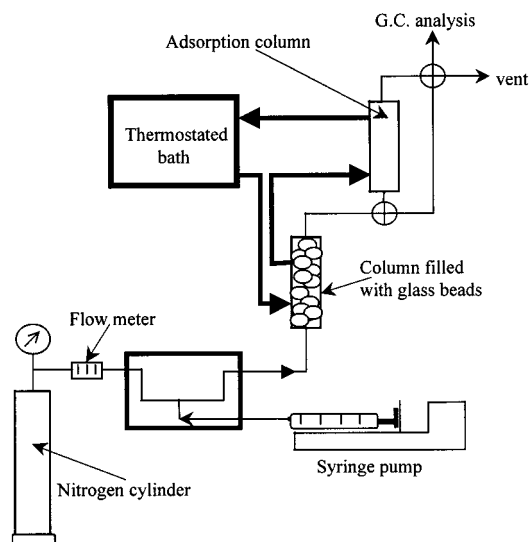 G.C. analysis
Adsorption column
vent
Thermostated
bath
Column filled
with glass beads
Flow meter
Syringe pump
Nitrogen cylinder